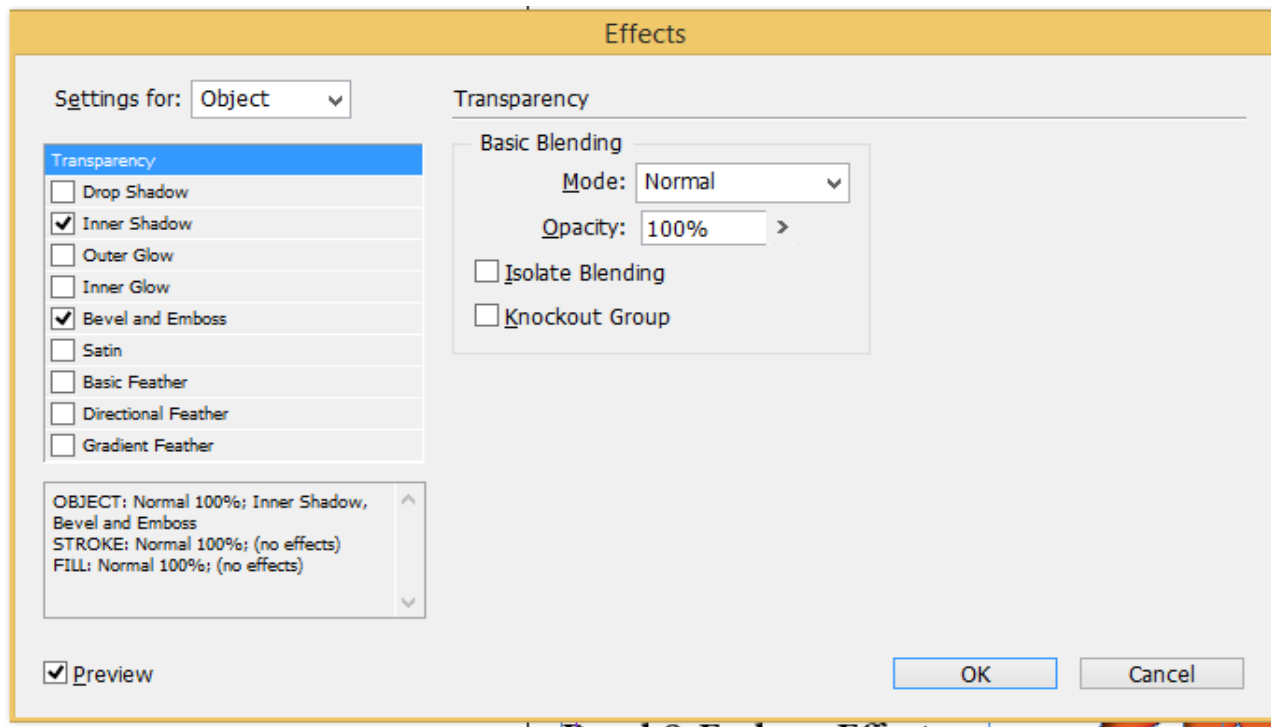 Effects
Settings for: Object
Transparency
Drop Shadow
Inner Shadow
Outer Glow
Inner Glow
Bevel and Emboss
Satin
Basic Feather
Directional Feather
Gradient Feather
OBJECT: Normal 100%; Inner Shadow,
Bevel and Emboss
STROKE: Normal 100%; (no effects)
FILL: Normal 100%; (no effects)
Preview
Transparency
Basic Blending
Mode: Normal
Opacity: 100%
Isolate Blending
Knockout Group
OK Cancel